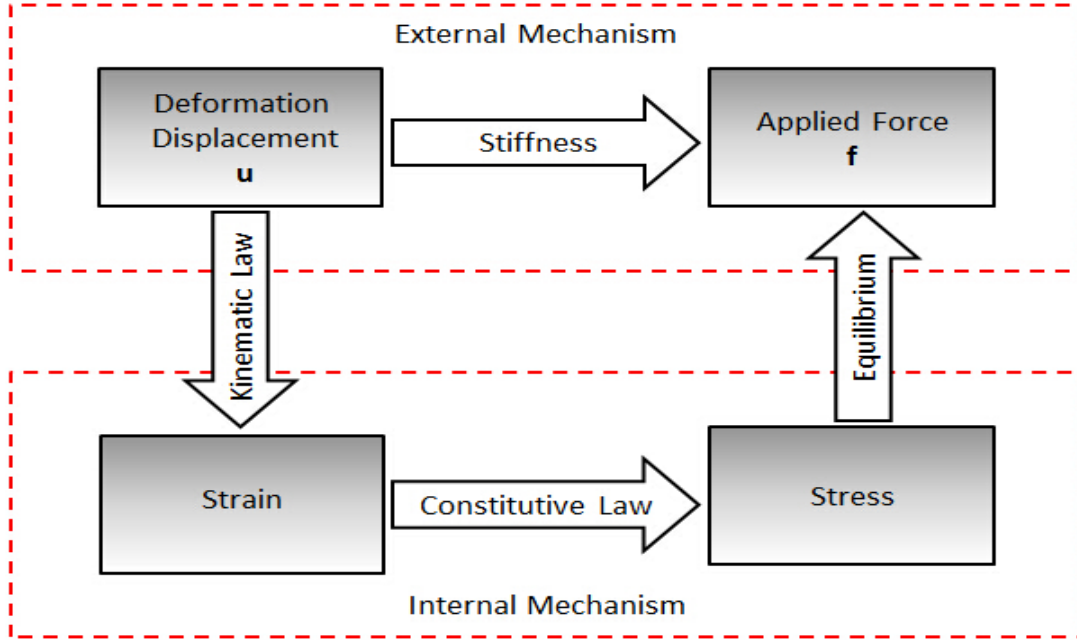 External Mechanism
Deformation
Displacement
u
Stiffness
Applied Force
f
Kinematic Law
Equilibrium
Strain
Constitutive Law
Stress
Internal Mechanism